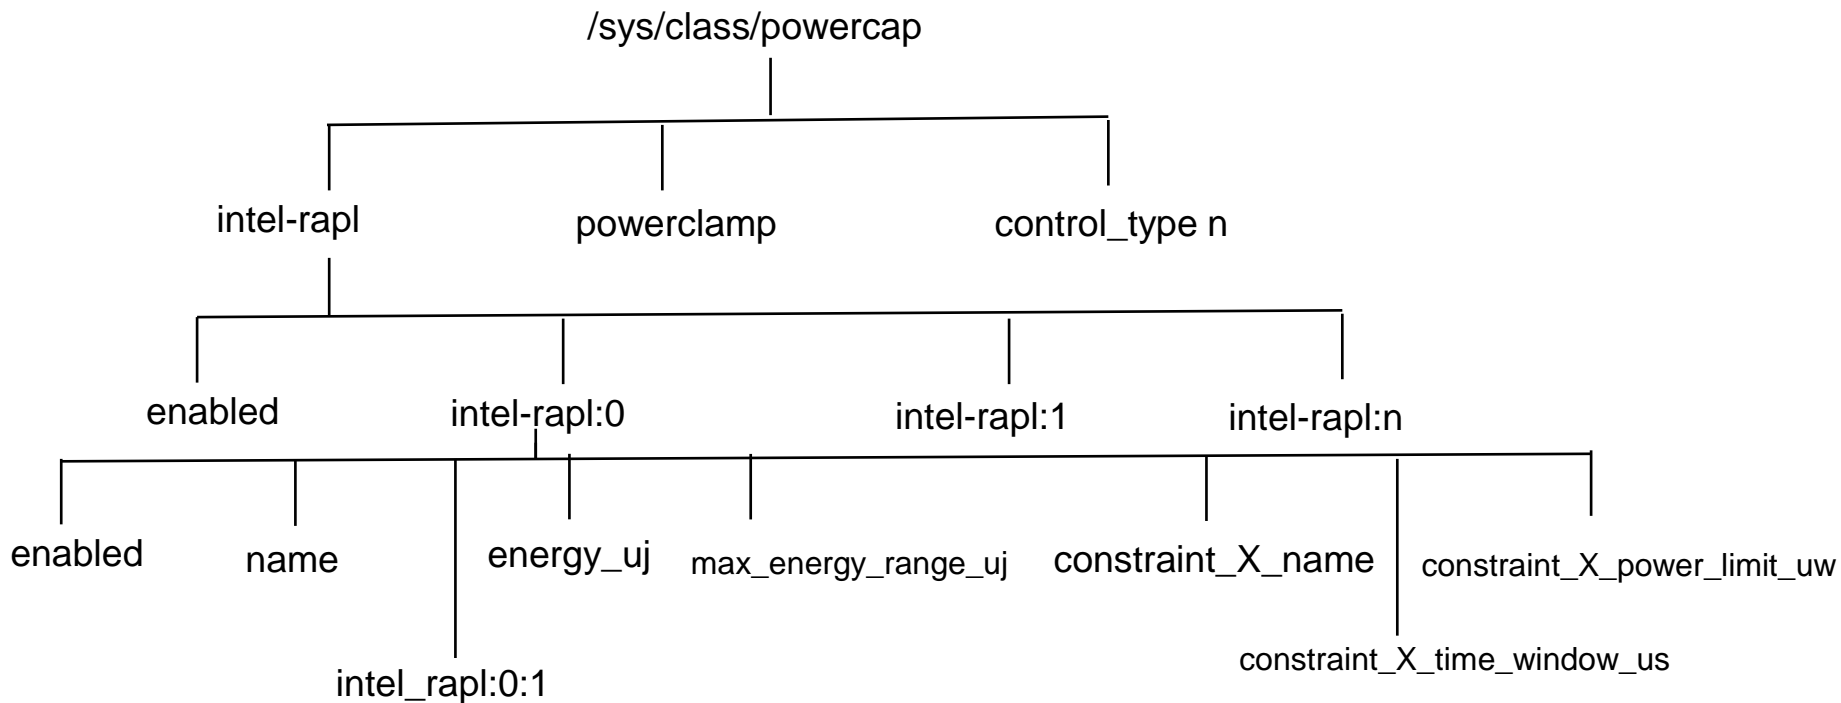 /sys/class/powercap
intel-rapl
powerclamp
control_type n
enabled
intel-rapl:0
intel-rapl:1
intel-rapl:n
enabled
name
energy_uj
max_energy_range_uj
constraint_X_name
constraint_X_power_limit_uw
constraint_X_time_window_us
intel_rapl:0:1